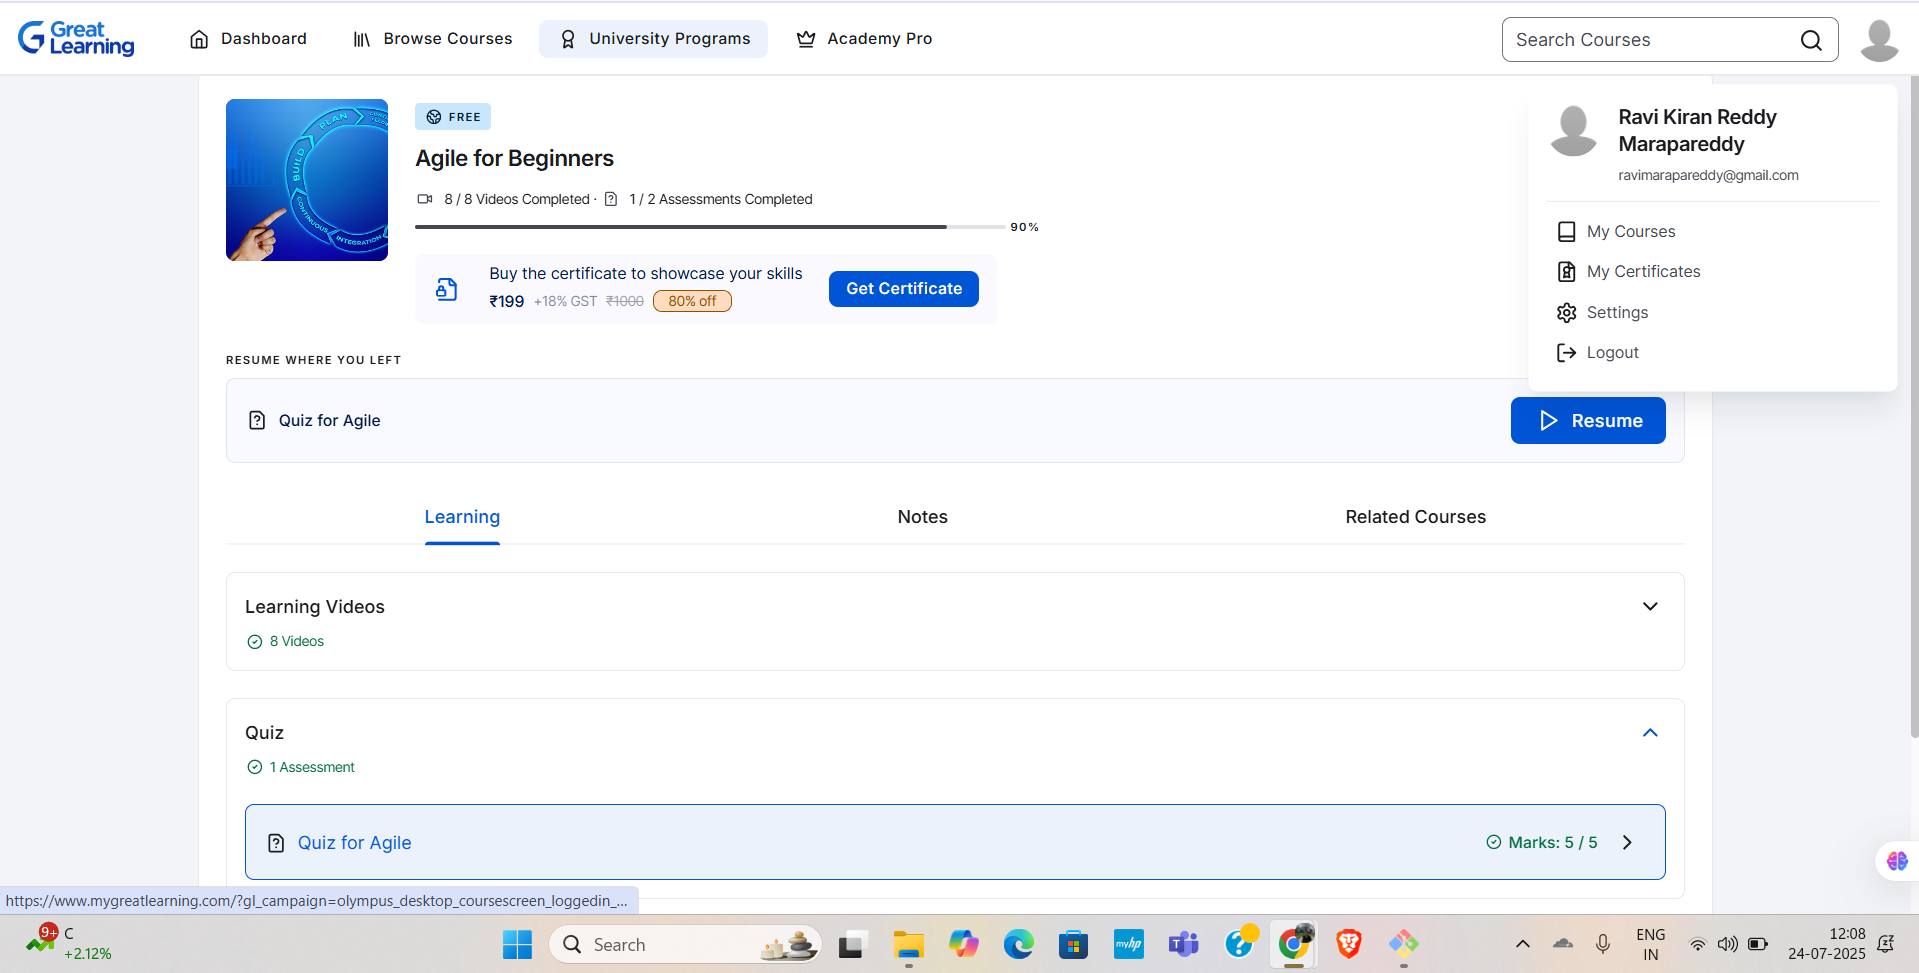 Great
Learning
Dashboard
Browse Courses
University Programs
Academy Pro
Search Courses
PLAN
BUILD
CONTINUOUS
INTEGRATION
FREE
Agile for Beginners
8 / 8 Videos Completed · 1 / 2 Assessments Completed
90%
Buy the certificate to showcase your skills
₹199 +18% GST ₹1000 80% off
Get Certificate
Ravi Kiran Reddy
Marapareddy
ravimarapareddy@gmail.com
My Courses
My Certificates
Settings
Logout
RESUME WHERE YOU LEFT
Quiz for Agile
Resume
Learning
Notes
Related Courses
Learning Videos
8 Videos
Quiz
1 Assessment
Quiz for Agile
Marks: 5 / 5
https://www.mygreatlearning.com/?gl_campaign=olympus_desktop_coursescreen_loggedin_...
9+
C
+2.12%
Search
myhp
T
ENG
IN
12:08
24-07-2025